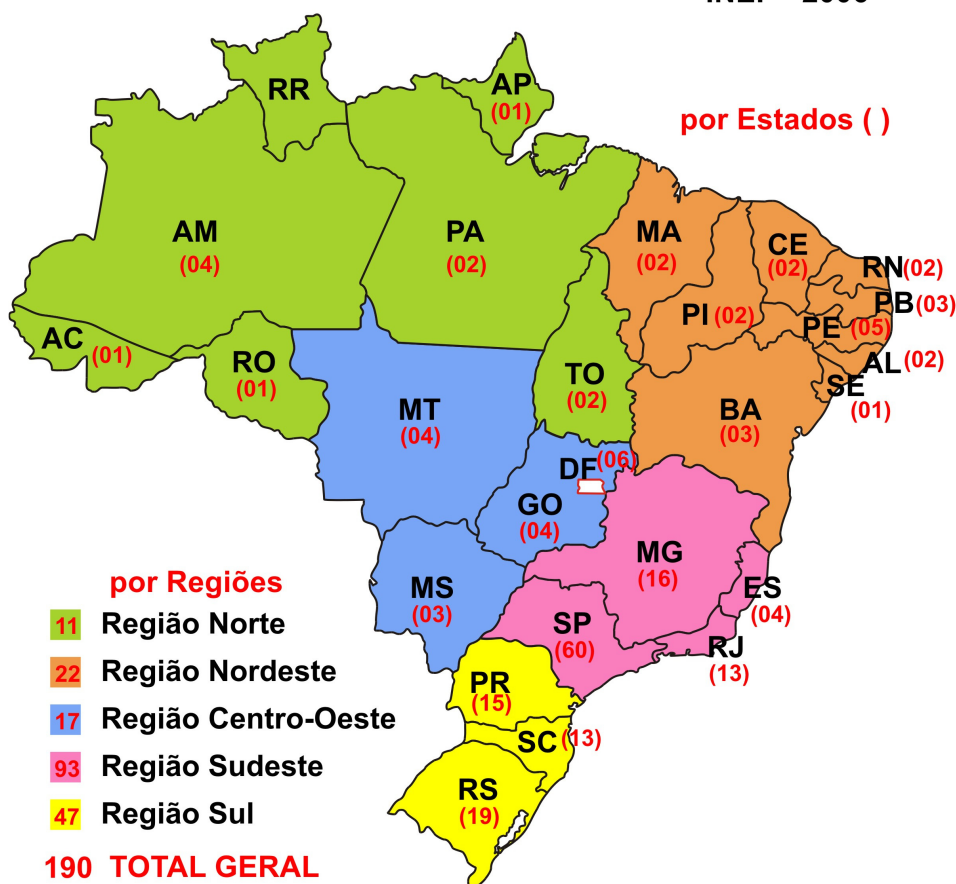 RR
AP
(01)
por Estados ( )
AM
(04)
PA
(02)
MA
(02)
CE
(02)
RN (02)
PB (03)
PI (02)
PE (05)
AL (02)
SE
(01)
AC (01)
RO
(01)
TO
(02)
MT
(04)
BA
(03)
DF (06)
GO
(04)
MG
(16)
ES
(04)
MS
(03)
SP
(60)
RJ
(13)
PR
(15)
SC (13)
RS
(19)
por Regiões
11 Região Norte
22 Região Nordeste
17 Região Centro-Oeste
93 Região Sudeste
47 Região Sul
190 TOTAL GERAL